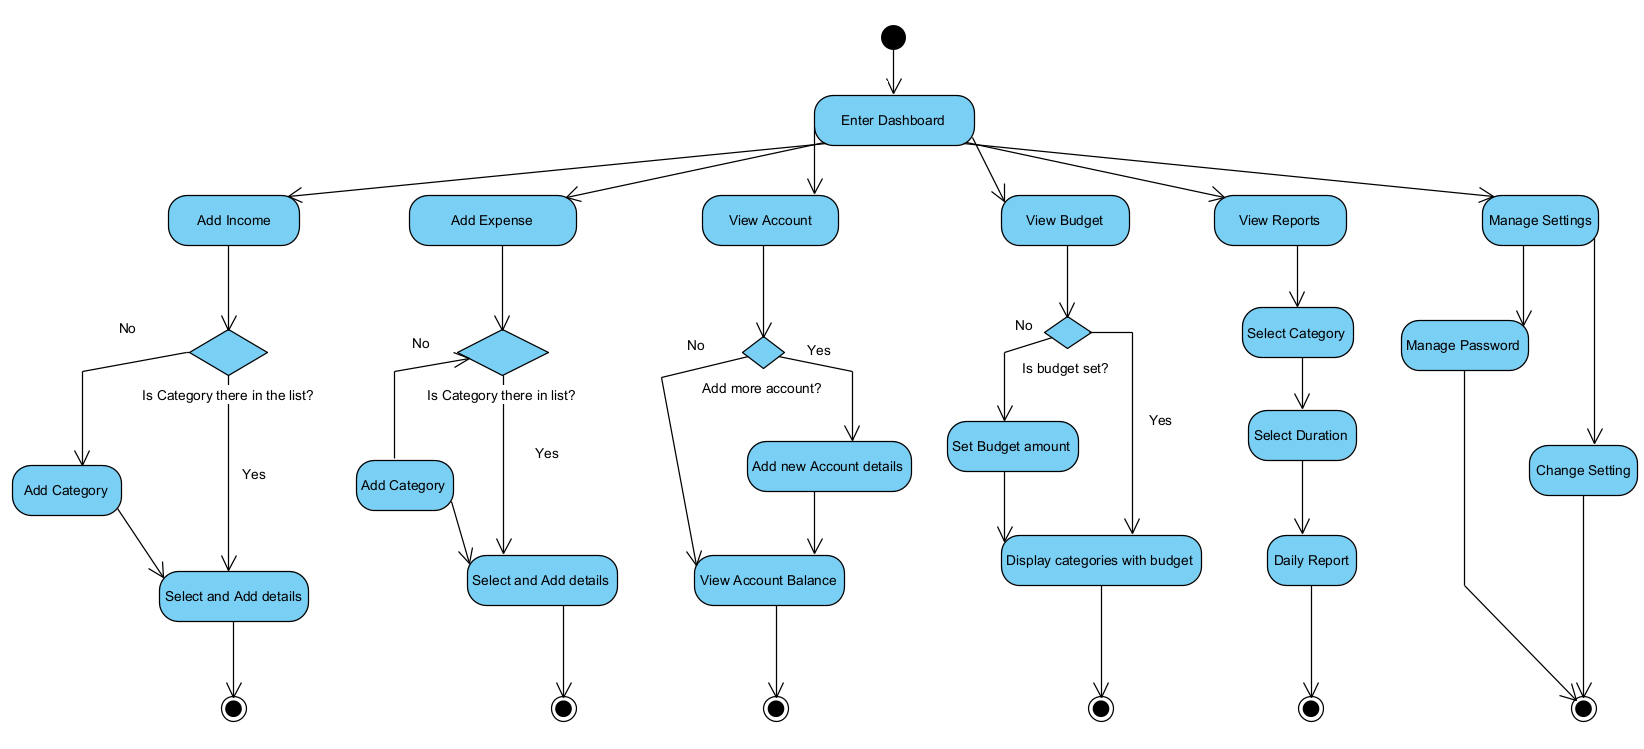 Enter Dashboard
Add Income
Add Expense
View Account
View Budget
View Reports
Manage Settings
No
Is Category there in the list?
Yes
Add Category
Select and Add details
No
Is Category there in list?
Yes
Add Category
Select and Add details
No
Yes
Add more account?
Add new Account details
View Account Balance
No
Is budget set?
Yes
Set Budget amount
Display categories with budget
Select Category
Select Duration
Daily Report
Manage Password
Change Setting